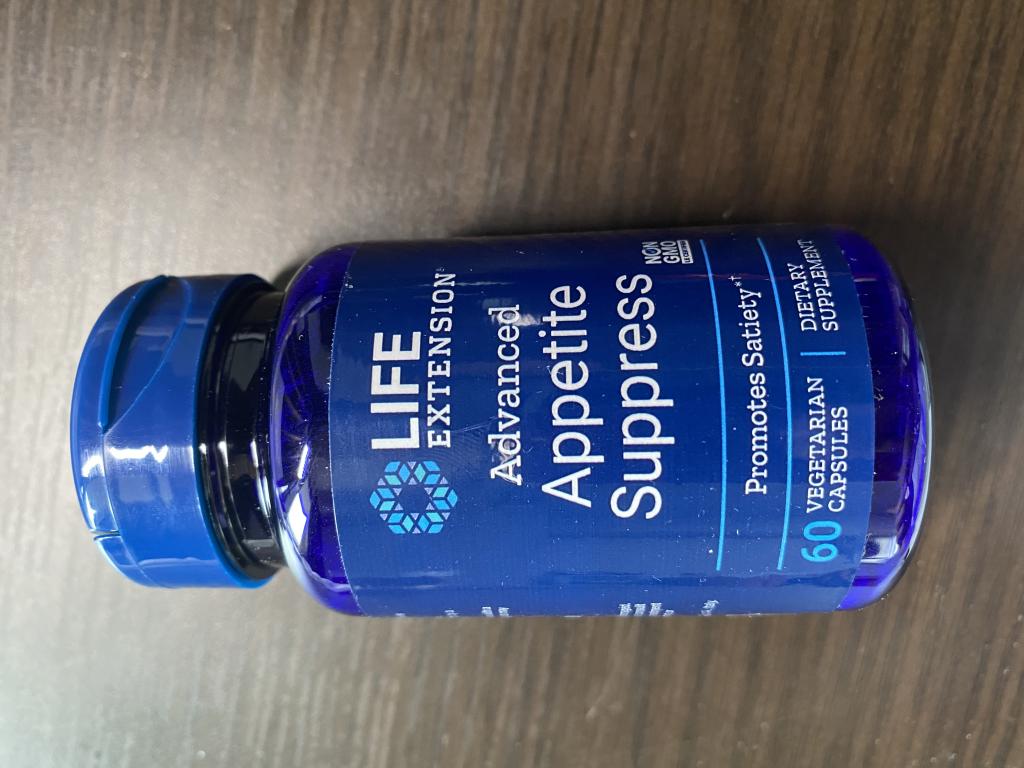 LIFE
EXTENSION
Advanced
Appetite
Suppress
NON
GMO
Promotes Satiety*†
60 VEGETARIAN
CAPSULES
DIETARY
SUPPLEMENT